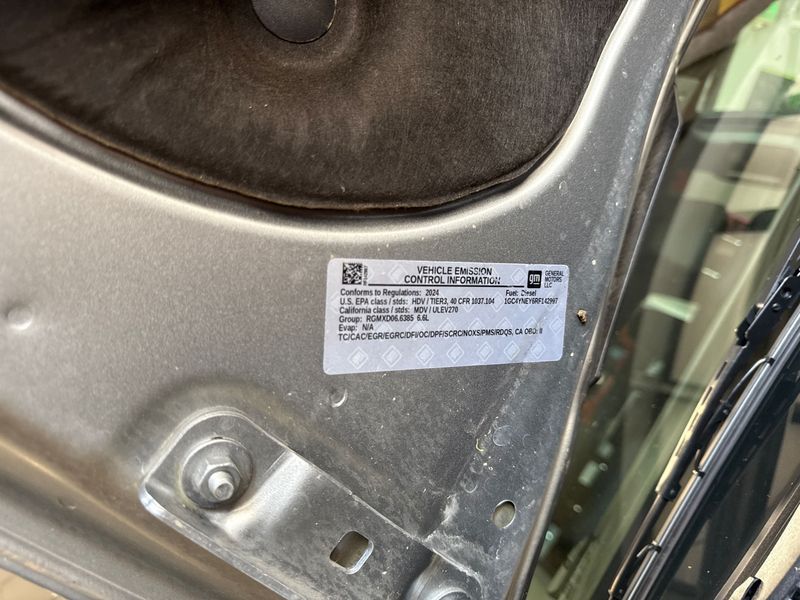 VEHICLE EMISSION
CONTROL INFORMATION
gm
GENERAL
MOTORS
LLC
Conforms to Regulations: 2024
Fuel: Diesel
U.S. EPA class / stds: HDV / TIER3, 40 CFR 1037.104
1GC4YNEY6RF142997
California class / stds: MDV / ULEV270
Group: RGMXD06.6385 6.6L
Evap: N/A
TC/CAC/EGR/EGRC/DFI/OC/DPF/SCRC/NOXS/PMS/RDQS, CA OBD: II